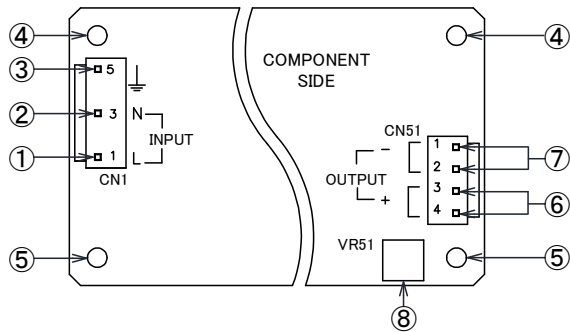 ④
④
COMPONENT
SIDE
③
5
②
3
N
INPUT
①
1
L
CN1
CN51
1
2
3
4
−
OUTPUT
+
⑦
⑥
VR51
⑤
⑤
⑧